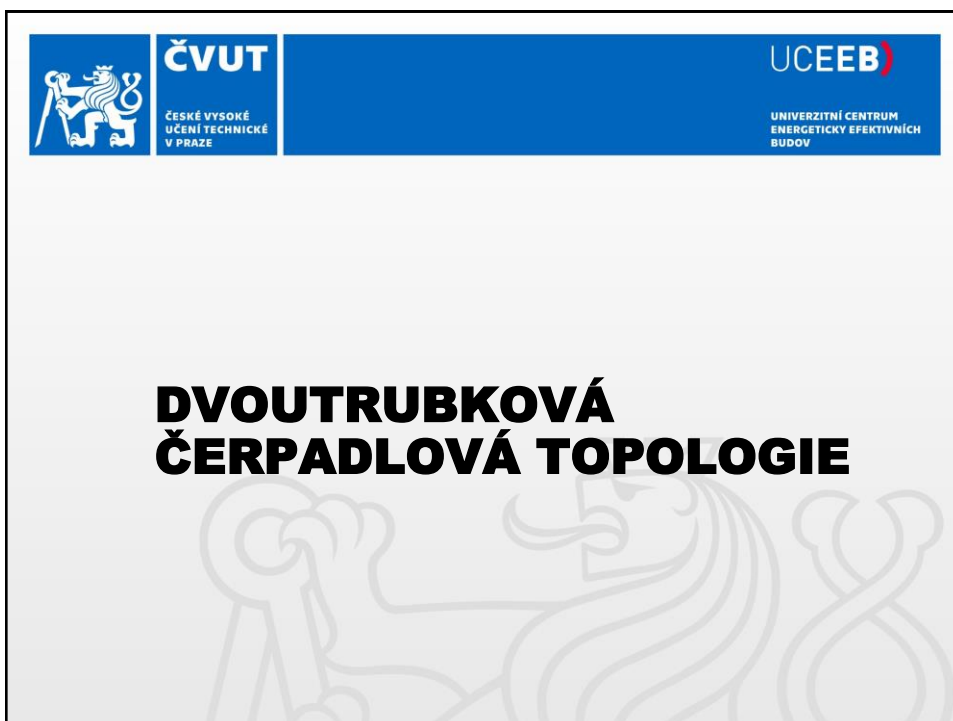 ČVUT
ČESKÉ VYSOKÉ
UČENÍ TECHNICKÉ
V PRAZE
UCEEB
UNIVERZITNÍ CENTRUM
ENERGETICKY EFEKTIVNÍCH
BUDOV
DVOUTRUBKOVÁ
ČERPADLOVÁ TOPOLOGIE